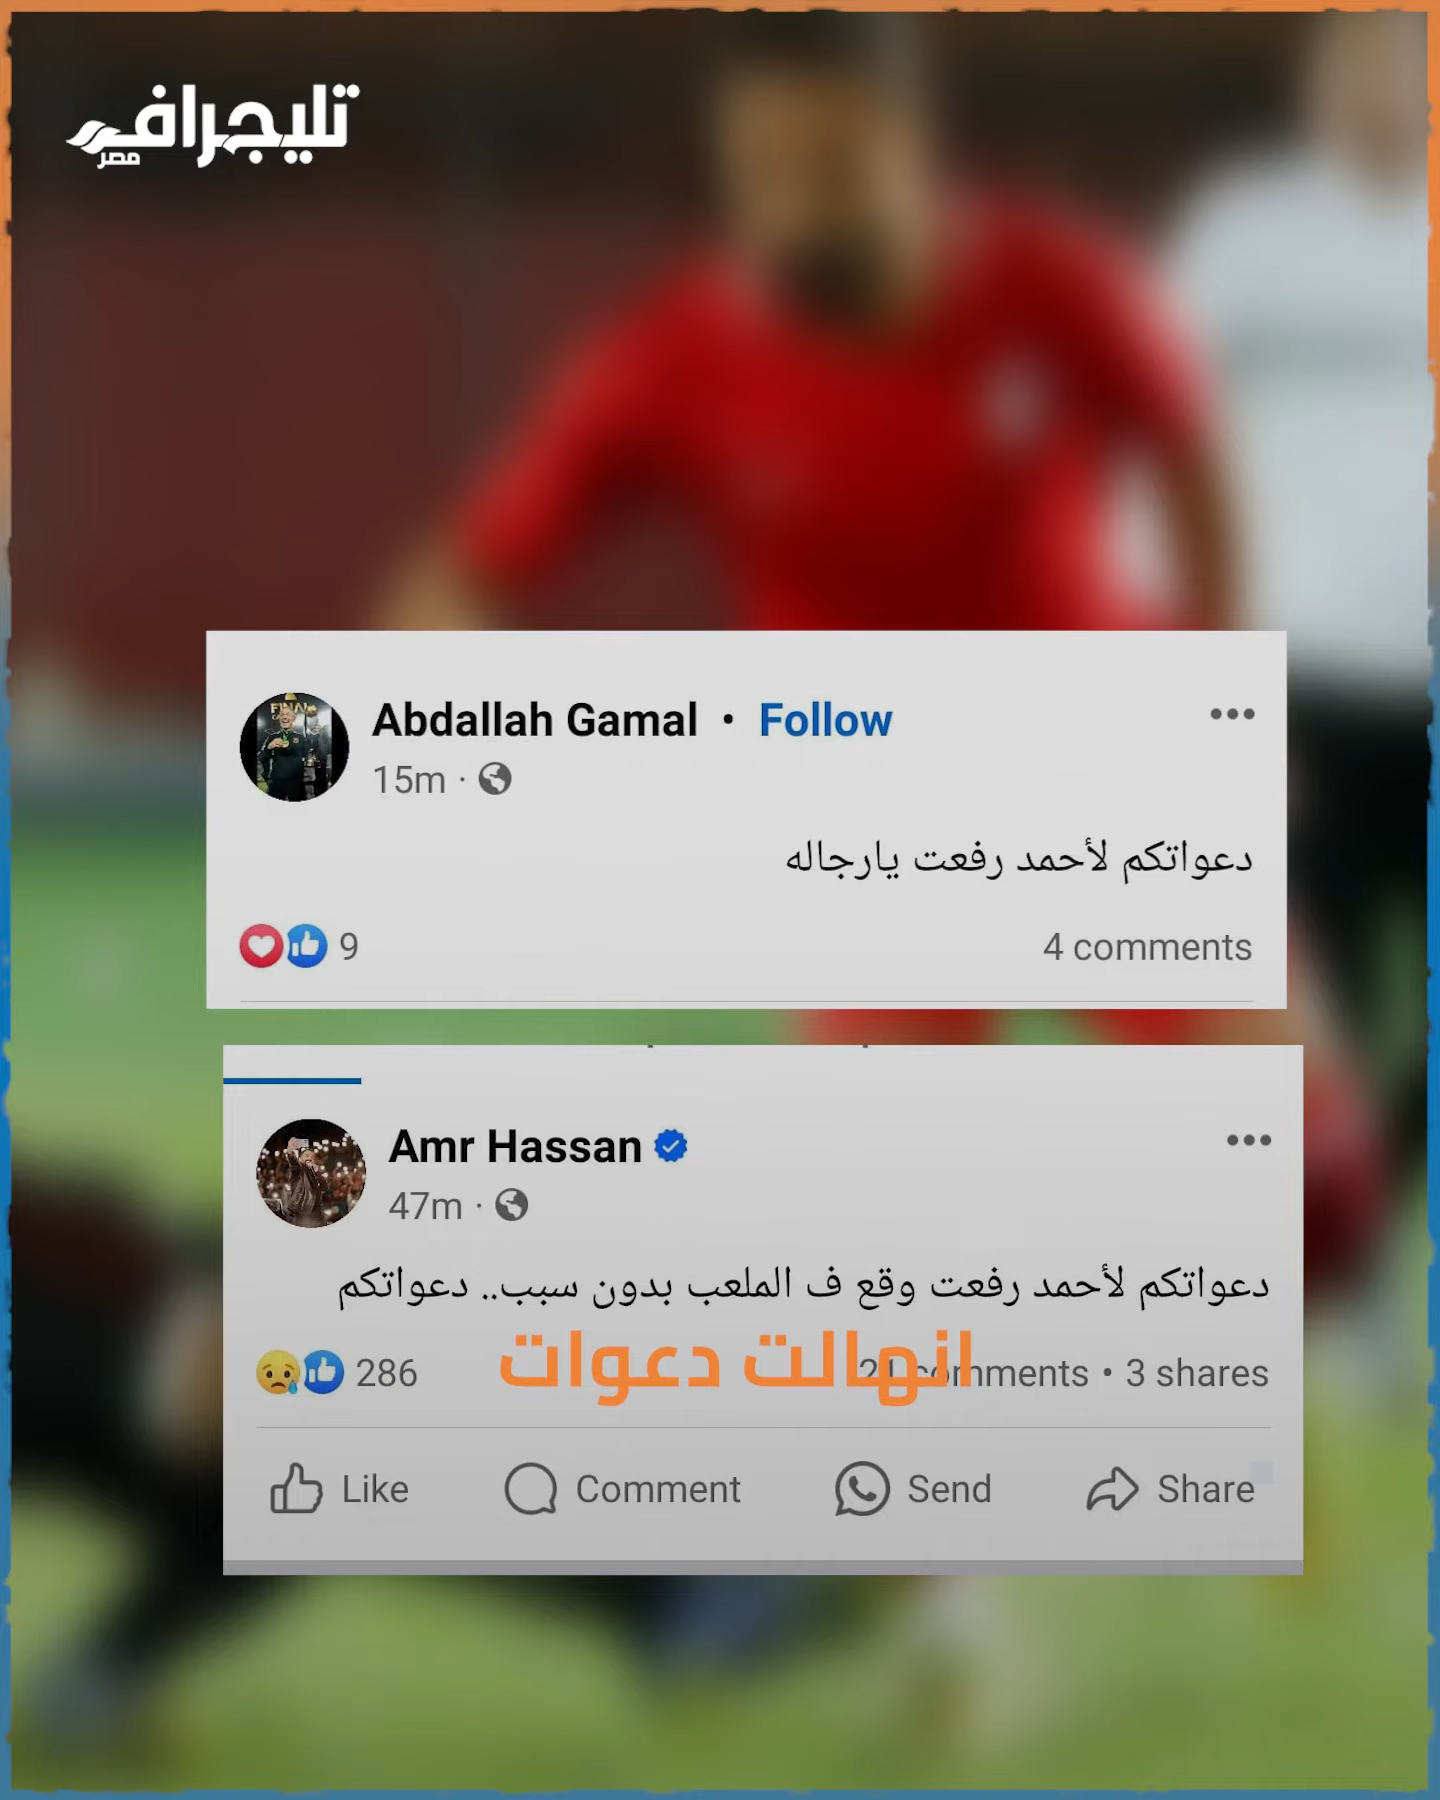 تليجراف
مصر
Abdallah Gamal • Follow
15m ·
دعواتكم لأحمد رفعت يارجاله
9
4 comments
Amr Hassan
47m ·
دعواتكم لأحمد رفعت وقع ف الملعب بدون سبب.. دعواتكم
انهالت دعوات
286
comments • 3 shares
Like
Comment
Send
Share